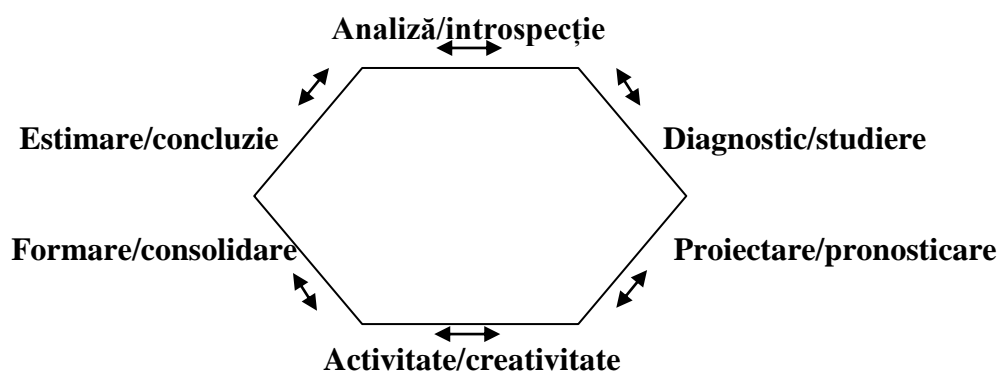 Analiză/introspecție
Estimare/concluzie
Diagnostic/studiere
Formare/consolidare
Proiectare/pronosticare
Activitate/creativitate